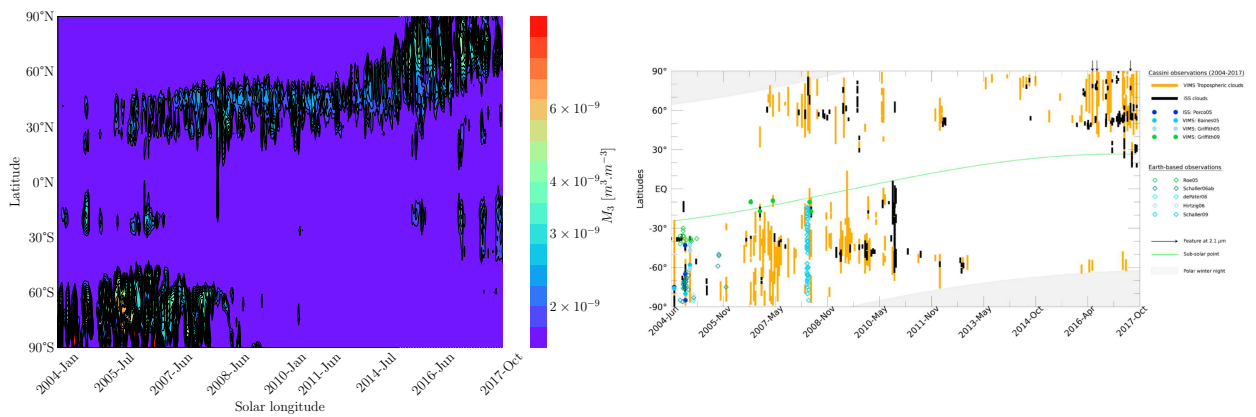 90°N
60°N
30°N
0°N
30°S
60°S
90°S
Latitude
2004-Jan
2005-Jul
2007-Jun
2008-Jun
2010-Jan
2011-Jun
2014-Jul
2016-Jun
2017-Oct
Solar longitude
6 × 10⁻⁹
4 × 10⁻⁹
3 × 10⁻⁹
2 × 10⁻⁹
M₃ [m³.m⁻³]
90°
60°
30°
EQ
-30°
-60°
-90°
Latitudes
2004-Jun
2005-Nov
2007-May
2008-Nov
2010-May
2011-Nov
2013-May
2014-Oct
2016-Apr
2017-Oct
Cassini observations (2004-2017)
VIMS Tropospheric clouds
ISS clouds
ISS: Porco05
VIMS: Baines05
VIMS: Griffith05
VIMS: Griffith09
Earth-based observations
Roe05
Schaller06ab
dePater06
Hirtzig06
Schaller09
Feature at 2.1 μm
Sub-solar point
Polar winter night